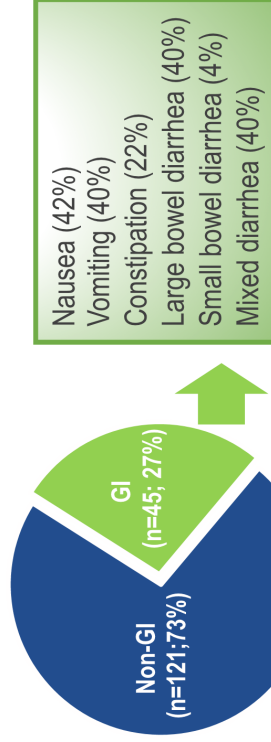 Non-GI
(n=121;73%)
GI
(n=45; 27%)
Nausea (42%)
Vomiting (40%)
Constipation (22%)
Large bowel diarrhea (40%)
Small bowel diarrhea (4%)
Mixed diarrhea (40%)